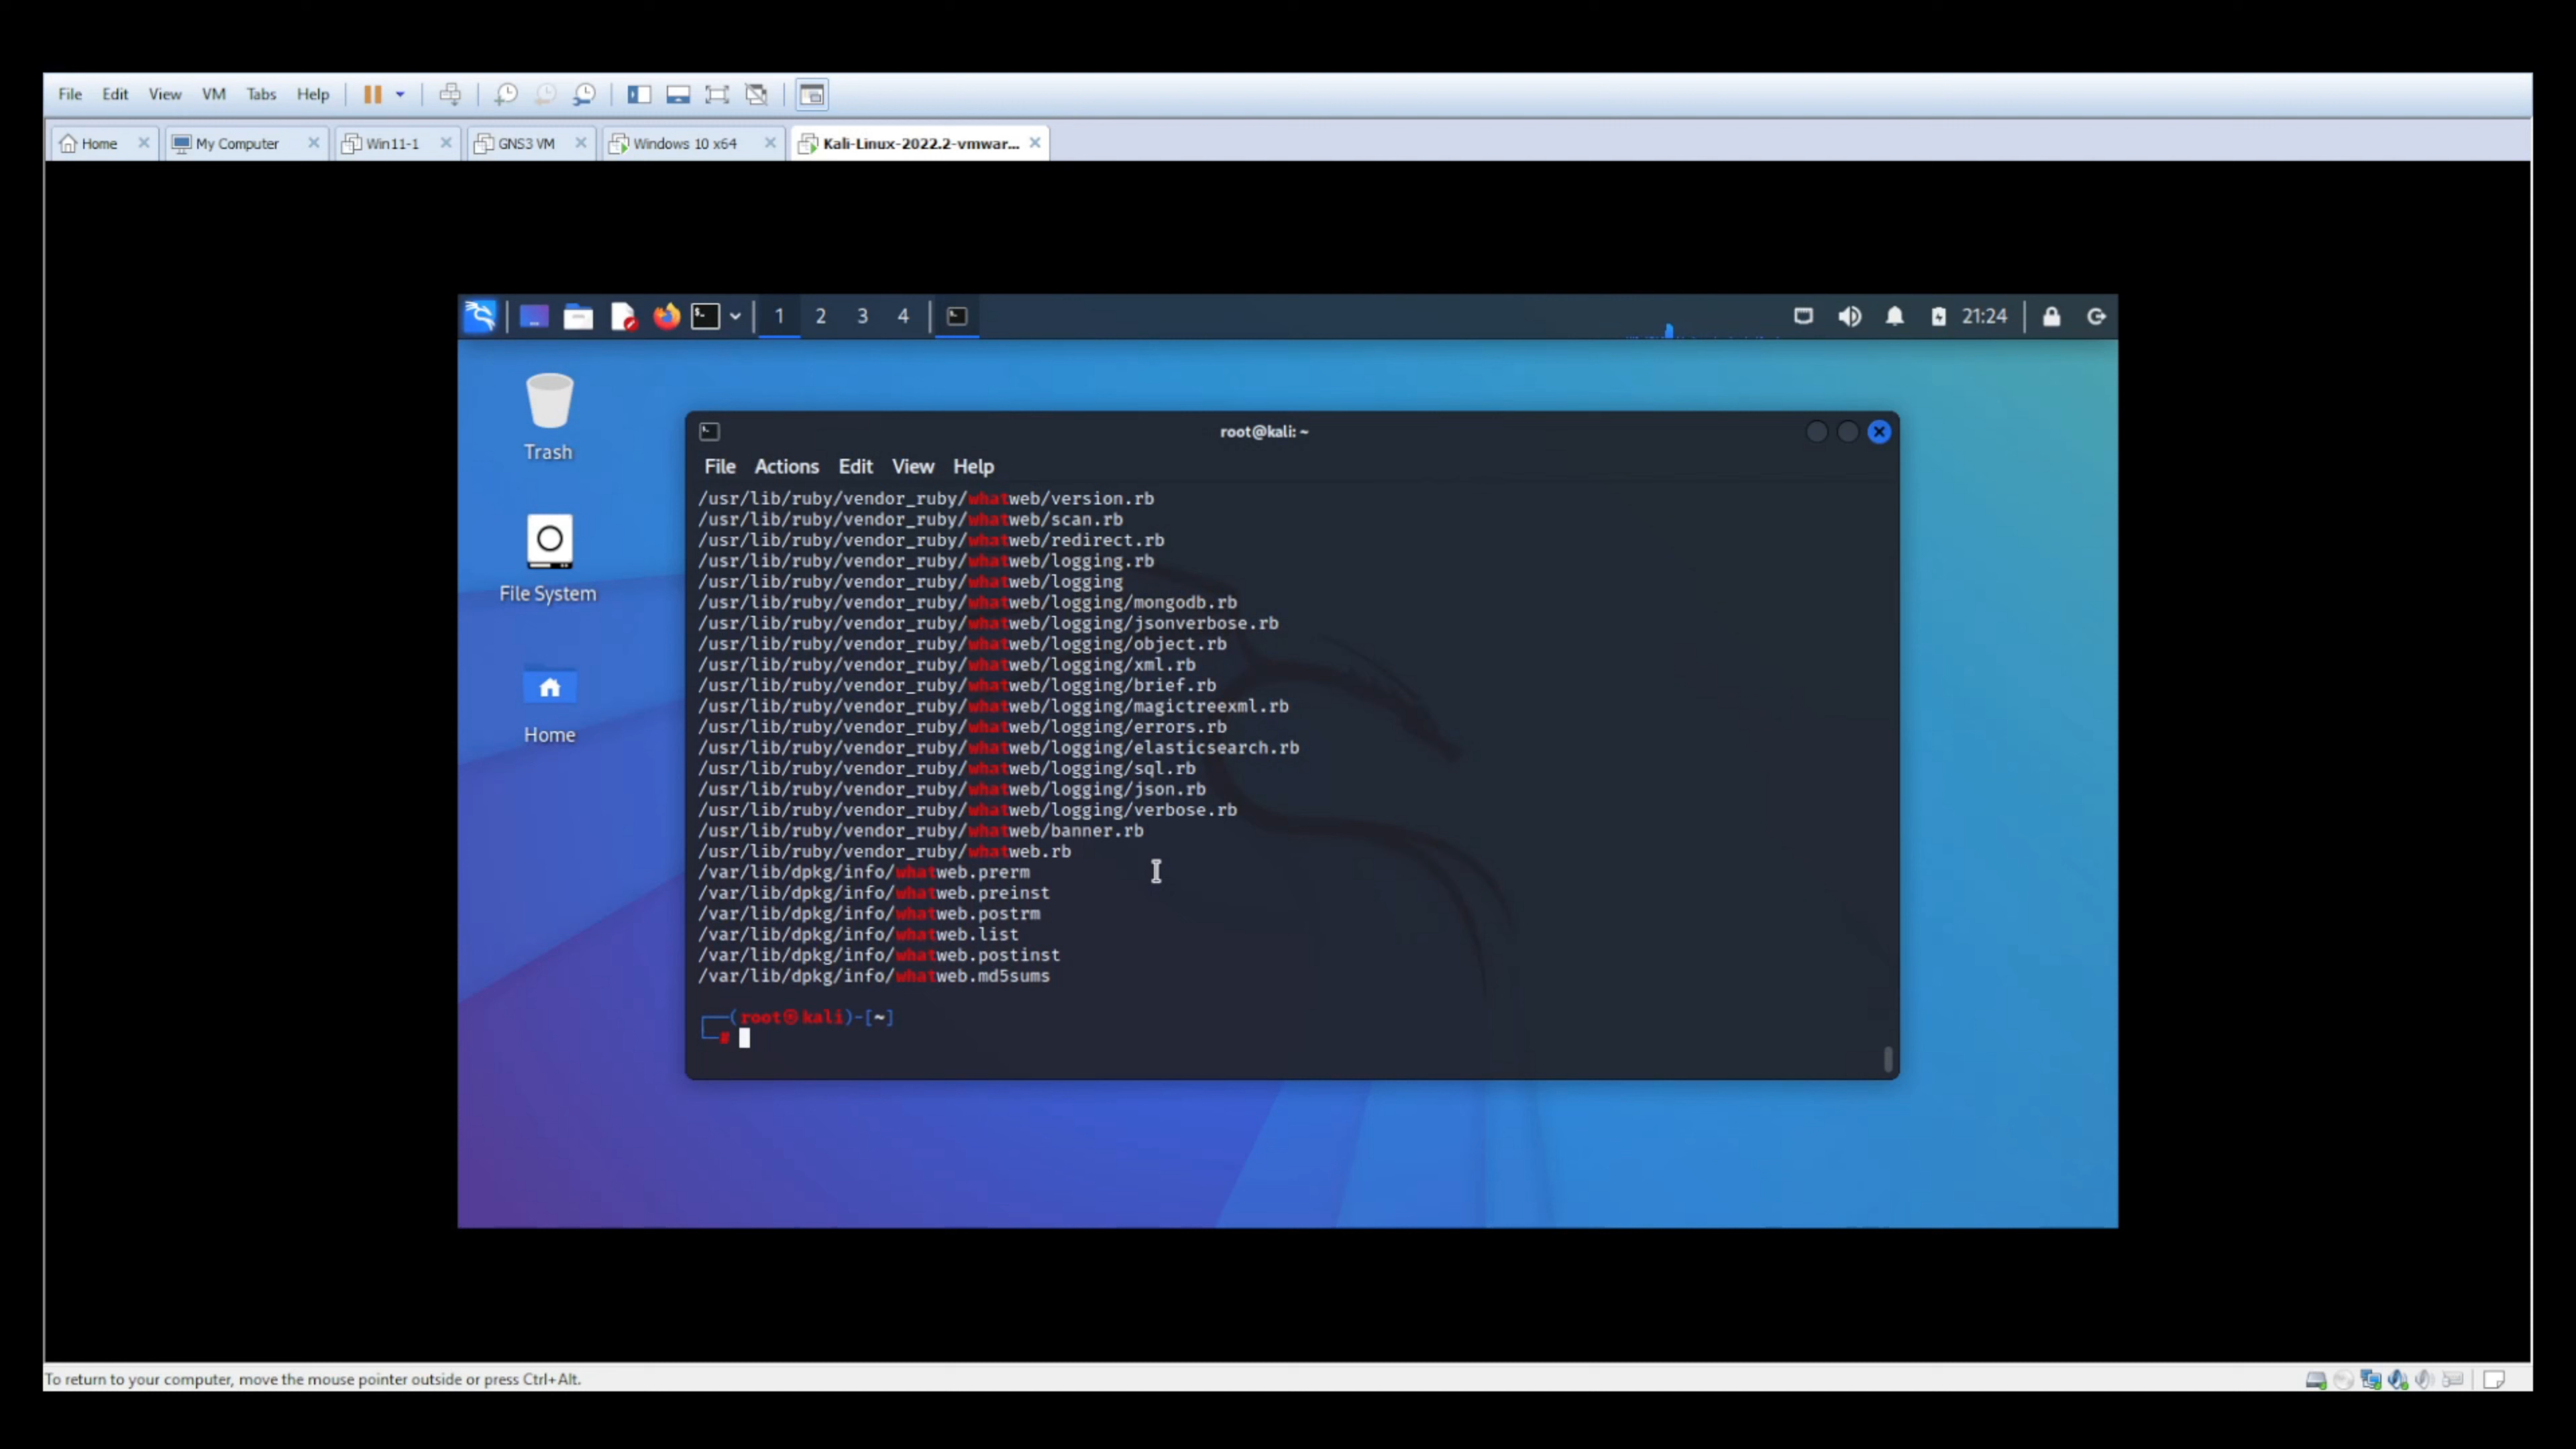 File Edit View VM Tabs Help
Home My Computer Win11-1 GNS3 VM Windows 10 x64 Kali-Linux-2022.2-vmwar...
1 2 3 4 21:24
Trash
File System
Home
root@kali: ~
File Actions Edit View Help
/usr/lib/ruby/vendor_ruby/whatweb/version.rb
/usr/lib/ruby/vendor_ruby/whatweb/scan.rb
/usr/lib/ruby/vendor_ruby/whatweb/redirect.rb
/usr/lib/ruby/vendor_ruby/whatweb/logging.rb
/usr/lib/ruby/vendor_ruby/whatweb/logging
/usr/lib/ruby/vendor_ruby/whatweb/logging/mongodb.rb
/usr/lib/ruby/vendor_ruby/whatweb/logging/jsonverbose.rb
/usr/lib/ruby/vendor_ruby/whatweb/logging/object.rb
/usr/lib/ruby/vendor_ruby/whatweb/logging/xml.rb
/usr/lib/ruby/vendor_ruby/whatweb/logging/brief.rb
/usr/lib/ruby/vendor_ruby/whatweb/logging/magictreexml.rb
/usr/lib/ruby/vendor_ruby/whatweb/logging/errors.rb
/usr/lib/ruby/vendor_ruby/whatweb/logging/elasticsearch.rb
/usr/lib/ruby/vendor_ruby/whatweb/logging/sql.rb
/usr/lib/ruby/vendor_ruby/whatweb/logging/json.rb
/usr/lib/ruby/vendor_ruby/whatweb/logging/verbose.rb
/usr/lib/ruby/vendor_ruby/whatweb/banner.rb
/usr/lib/ruby/vendor_ruby/whatweb.rb
/var/lib/dpkg/info/whatweb.prerm
/var/lib/dpkg/info/whatweb.preinst
/var/lib/dpkg/info/whatweb.postrm
/var/lib/dpkg/info/whatweb.list
/var/lib/dpkg/info/whatweb.postinst
/var/lib/dpkg/info/whatweb.md5sums
┌──(root㉿kali)-[~]
└─#
To return to your computer, move the mouse pointer outside or press Ctrl+Alt.